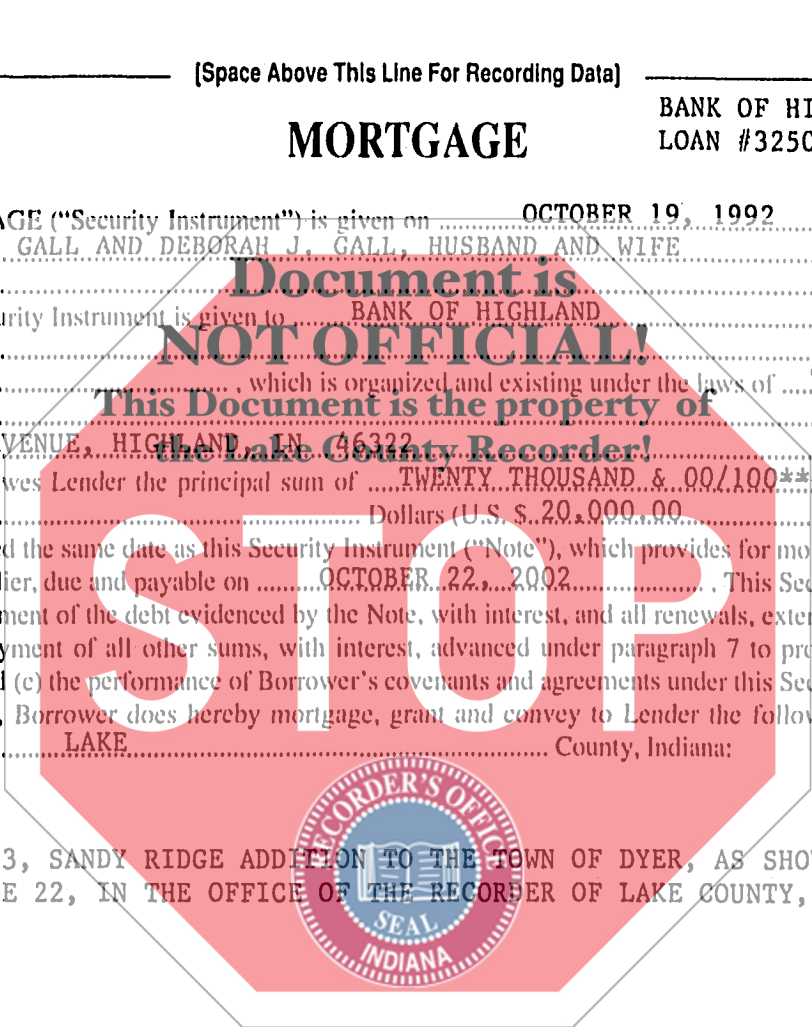 [Space Above This Line For Recording Data]
BANK OF HI
MORTGAGE
LOAN #3250
AGE (“Security Instrument”) is given on OCTOBER 19, 1992
GALL AND DEBORAH J. GALL, HUSBAND AND WIFE
Document is
urity Instrument is given to BANK OF HIGHLAND
NOT OFFICIAL!
, which is organized and existing under the laws of
This Document is the property of
VENUE, HIGHLAND, IN 46322
the Lake County Recorder!
wes Lender the principal sum of TWENTY THOUSAND & 00/100**
Dollars (U.S. $ 20,000.00
d the same date as this Security Instrument (“Note”), which provides for mo
lier, due and payable on OCTOBER 22, 2002. This Sec
ment of the debt evidenced by the Note, with interest, and all renewals, exten
yment of all other sums, with interest, advanced under paragraph 7 to pro
(c) the performance of Borrower’s covenants and agreements under this Sec
, Borrower does hereby mortgage, grant and convey to Lender the follow
STOP
LAKE County, Indiana:
RECORDER'S OFFICE
3, SANDY RIDGE ADDITION TO THE TOWN OF DYER, AS SHO
E 22, IN THE OFFICE OF THE RECORDER OF LAKE COUNTY,
SEAL
INDIANA